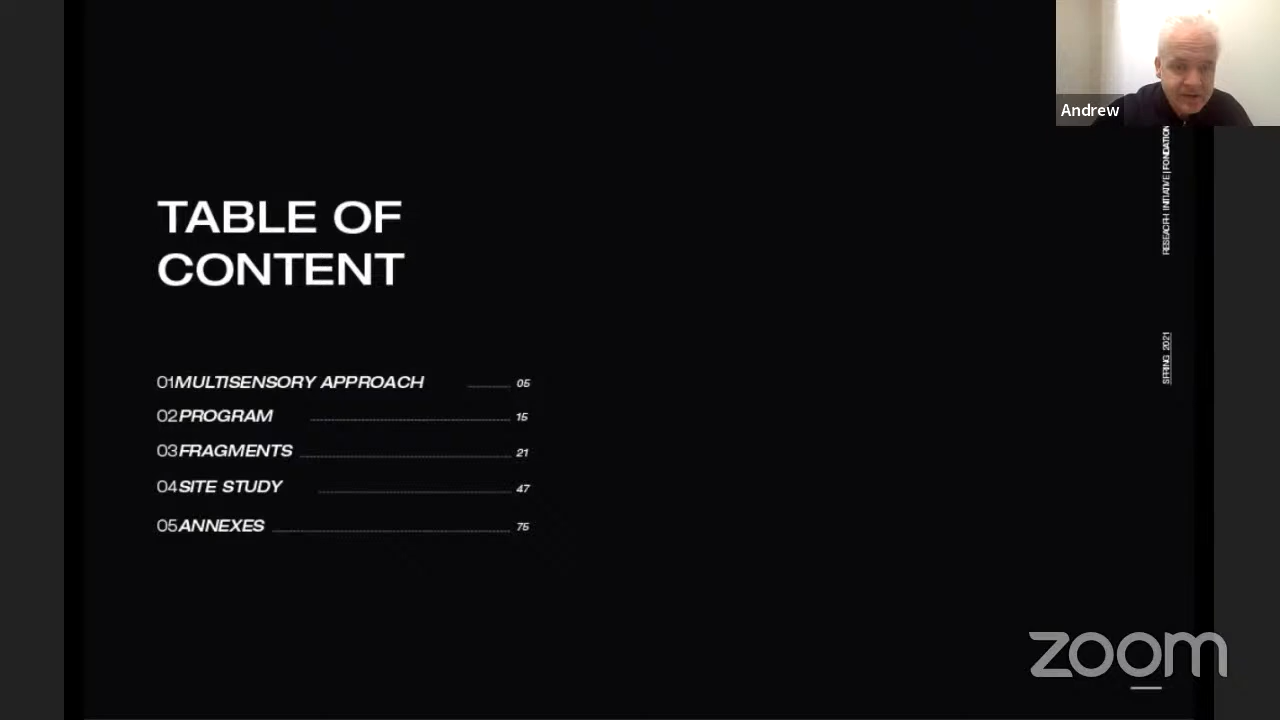 Andrew
TABLE OF
CONTENT
01MULTISENSORY APPROACH 05
02PROGRAM 15
03FRAGMENTS 21
04SITE STUDY 47
05ANNEXES 75
INITIATIVE | FONDATION
SPRING 2021
zoom